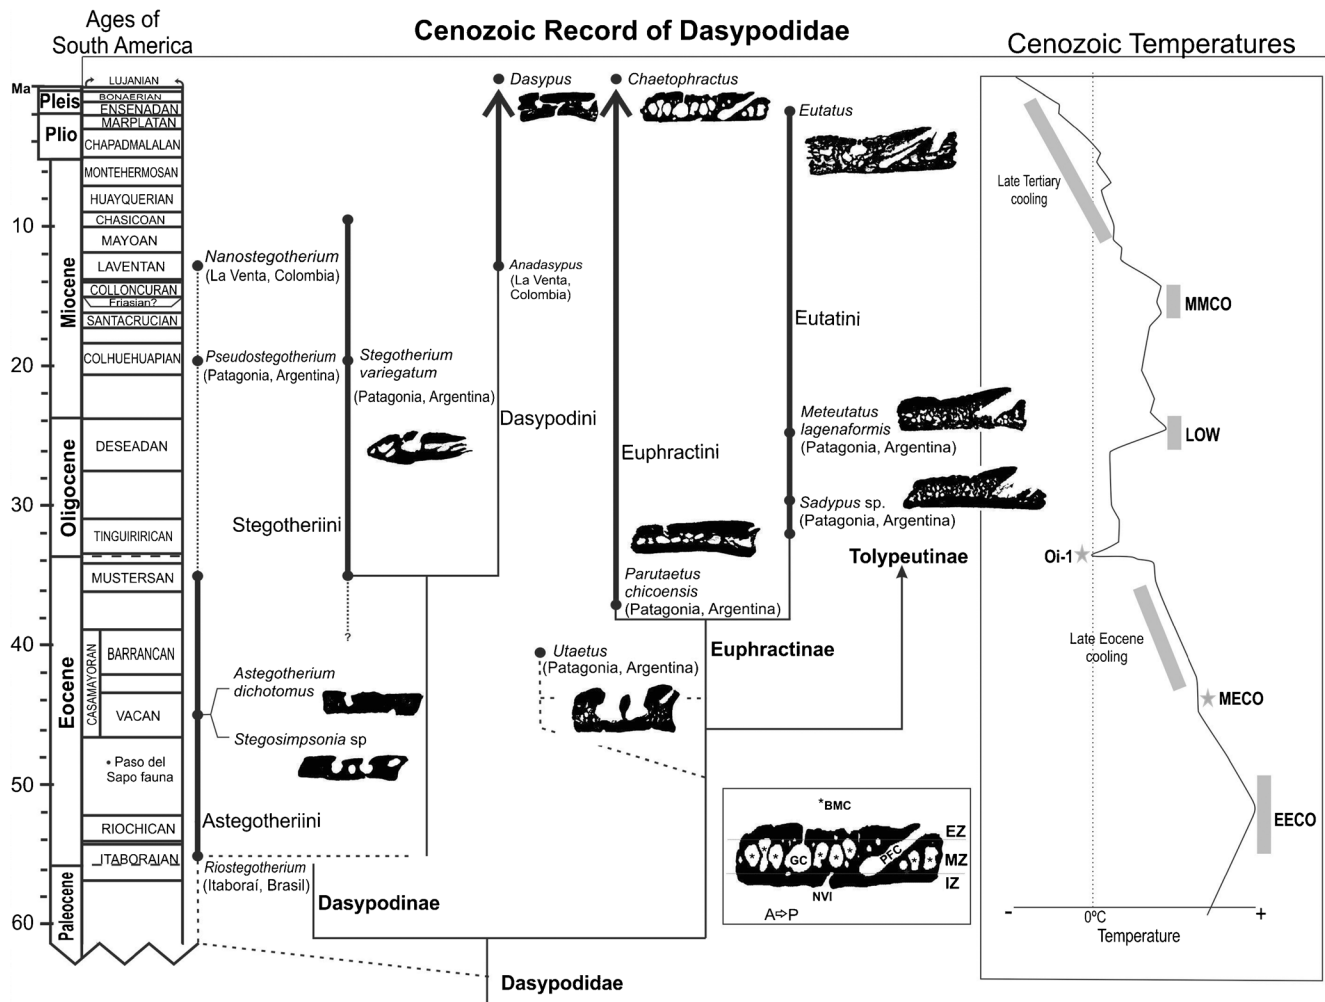 Ages of
South America
Cenozoic Record of Dasypodidae
Cenozoic Temperatures
Ma
Pleis
Plio
Miocene
Oligocene
Eocene
Paleocene
10
20
30
40
50
60
LUJANIAN
BONAERIAN
ENSENADAN
MARPLATAN
CHAPADMALALAN
MONTEHERMOSAN
HUAYQUERIAN
CHASICOAN
MAYOAN
LAVENTAN
COLLONCURAN
Friasian?
SANTACRUCIAN
COLHUEHUAPIAN
DESEADAN
TINGUIRIRICAN
MUSTERSAN
CASAMAYORAN
BARRANCAN
VACAN
• Paso del
Sapo fauna
RIOCHICAN
ITABORAIAN
Nanostegotherium
(La Venta, Colombia)
Pseudostegotherium
(Patagonia, Argentina)
Astegotherium
dichotomus
Stegosimpsonia sp
Astegotheriini
Riostegotherium
(Itaboraí, Brasil)
Stegotherium
variegatum
(Patagonia, Argentina)
Stegotheriini
?
Dasypodinae
Dasypus
Anadasypus
(La Venta,
Colombia)
Dasypodini
Chaetophractus
Euphractini
Parutaetus
chicoensis
(Patagonia, Argentina)
Utaetus
(Patagonia, Argentina)
Eutatus
Eutatini
Meteutatus
lagenaformis
(Patagonia, Argentina)
Sadypus sp.
(Patagonia, Argentina)
Tolypeutinae
Euphractinae
Dasypodidae
*BMC
EZ
MZ
IZ
GC
PFC
NVI
A⇨P
Late Tertiary
cooling
MMCO
LOW
Oi-1
Late Eocene
cooling
MECO
EECO
-
0ºC
+
Temperature